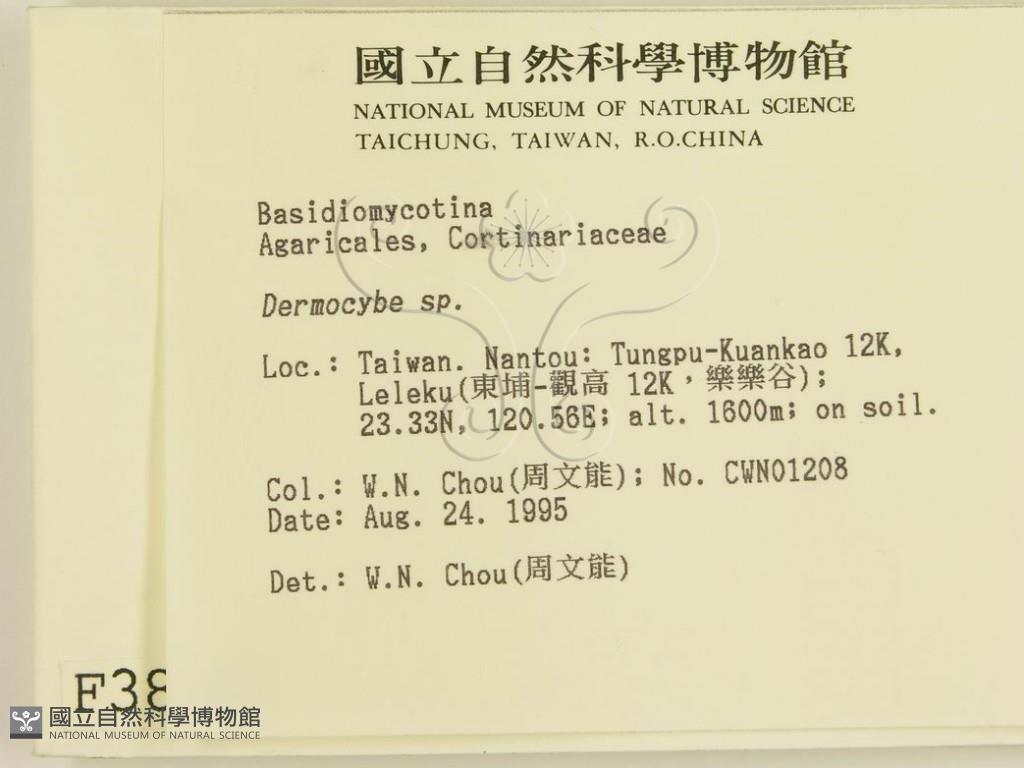 國立自然科學博物館
NATIONAL MUSEUM OF NATURAL SCIENCE
TAICHUNG, TAIWAN, R.O.CHINA
Basidiomycotina
Agaricales, Cortinariaceae
Dermocybe sp.
Loc.: Taiwan. Nantou: Tungpu-Kuankao 12K,
Leleku(東埔-觀高 12K,樂樂谷);
23.33N, 120.56E; alt. 1600m; on soil.
Col.: W.N. Chou(周文能); No. CWN01208
Date: Aug. 24. 1995
Det.: W.N. Chou(周文能)
F38
國立自然科學博物館
NATIONAL MUSEUM OF NATURAL SCIENCE